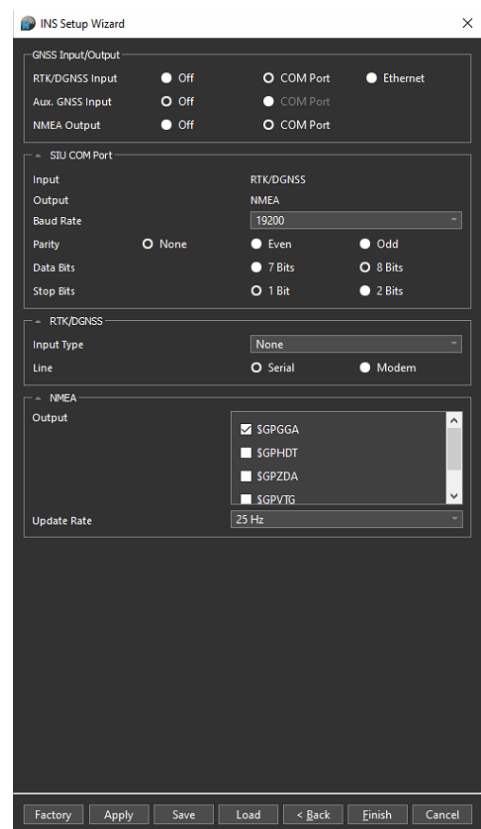 INS Setup Wizard
GNSS Input/Output
RTK/DGNSS Input Off COM Port Ethernet
Aux. GNSS Input Off COM Port
NMEA Output Off COM Port
SIU COM Port
Input RTK/DGNSS
Output NMEA
Baud Rate 19200
Parity None Even Odd
Data Bits 7 Bits 8 Bits
Stop Bits 1 Bit 2 Bits
RTK/DGNSS
Input Type None
Line Serial Modem
NMEA
Output
$GPGGA
$GPHDT
$GPZDA
$GPVTG
Update Rate 25 Hz
Factory Apply Save Load < Back Finish Cancel